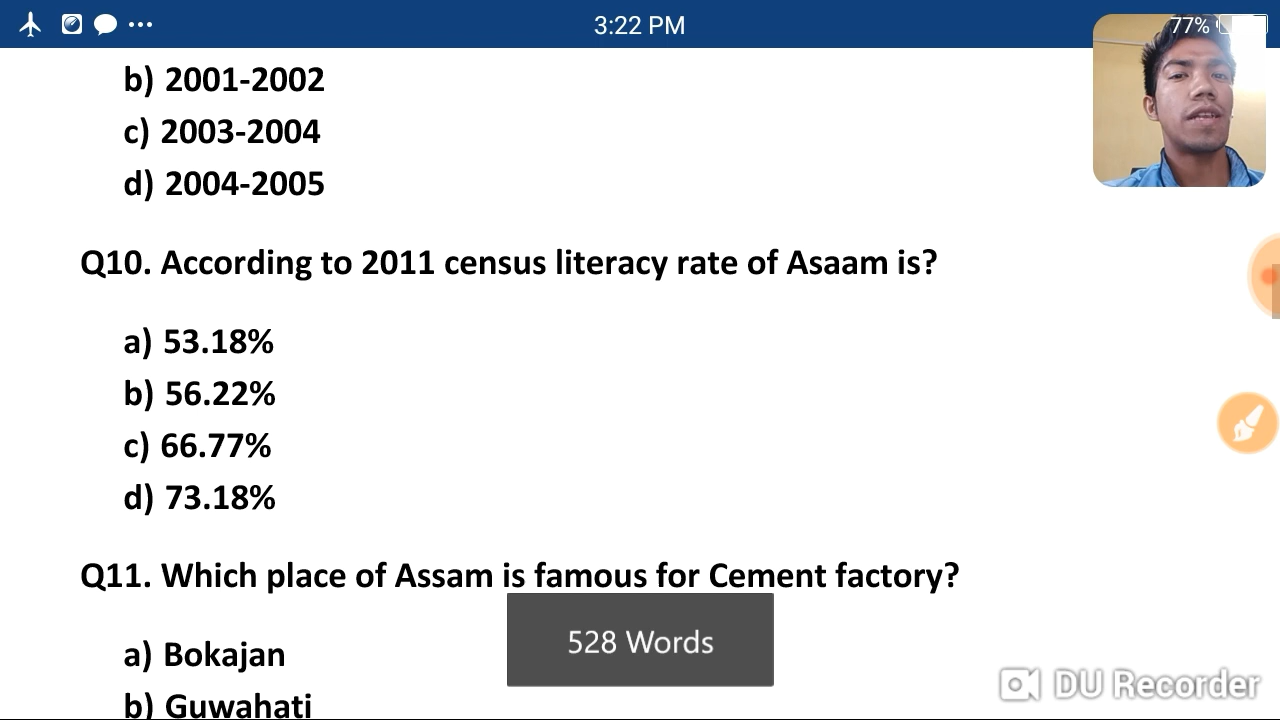 3:22 PM
77%
b) 2001-2002
c) 2003-2004
d) 2004-2005
Q10. According to 2011 census literacy rate of Asaam is?
a) 53.18%
b) 56.22%
c) 66.77%
d) 73.18%
Q11. Which place of Assam is famous for Cement factory?
528 Words
a) Bokajan
b) Guwahati
DU Recorder